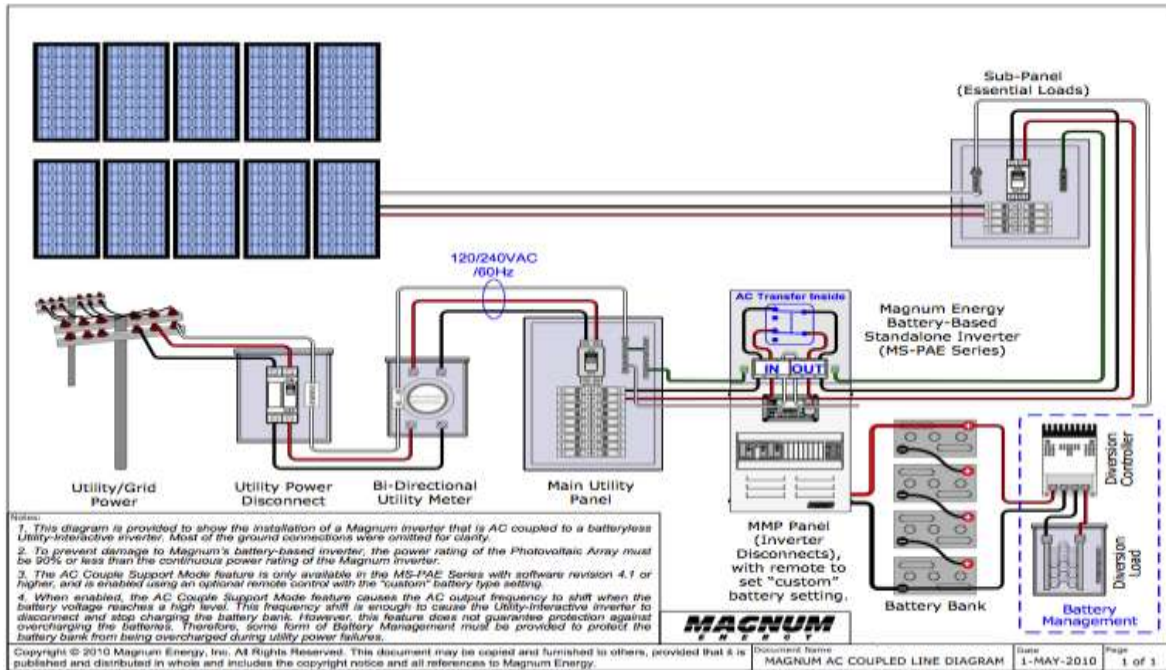 Sub-Panel
(Essential Loads)
120/240VAC
/60Hz
AC Transfer Inside
IN OUT
Magnum Energy
Battery-Based
Standalone Inverter
(MS-PAE Series)
Utility/Grid
Power
Utility Power
Disconnect
Bi-Directional
Utility Meter
Main Utility
Panel
MMP Panel
(Inverter
Disconnects),
with remote to
set "custom"
battery setting.
Battery Bank
Diversion
Controller
Diversion
Load
Battery
Management
Notes:
1. This diagram is provided to show the installation of a Magnum inverter that is AC coupled to a batteryless
Utility-Interactive inverter. Most of the ground connections were omitted for clarity.
2. To prevent damage to Magnum's battery-based inverter, the power rating of the Photovoltaic Array must
be 90% or less than the continuous power rating of the Magnum inverter.
3. The AC Couple Support Mode feature is only available in the MS-PAE Series with software revision 4.1 or
higher, and is enabled using an optional remote control with the "custom" battery type setting.
4. When enabled, the AC Couple Support Mode feature causes the AC output frequency to shift when the
battery voltage reaches a high level. This frequency shift is enough to cause the Utility-Interactive inverter to
disconnect and stop charging the battery bank. However, this feature does not guarantee protection against
overcharging the batteries. Therefore, some form of Battery Management must be provided to protect the
battery bank from being overcharged during utility power failures.
MAGNUM
ENERGY
Copyright © 2010 Magnum Energy, Inc. All Rights Reserved. This document may be copied and furnished to others, provided that it is
published and distributed in whole and includes the copyright notice and all references to Magnum Energy.
Document Name
MAGNUM AC COUPLED LINE DIAGRAM
Date
1-MAY-2010
Page
1 of 1